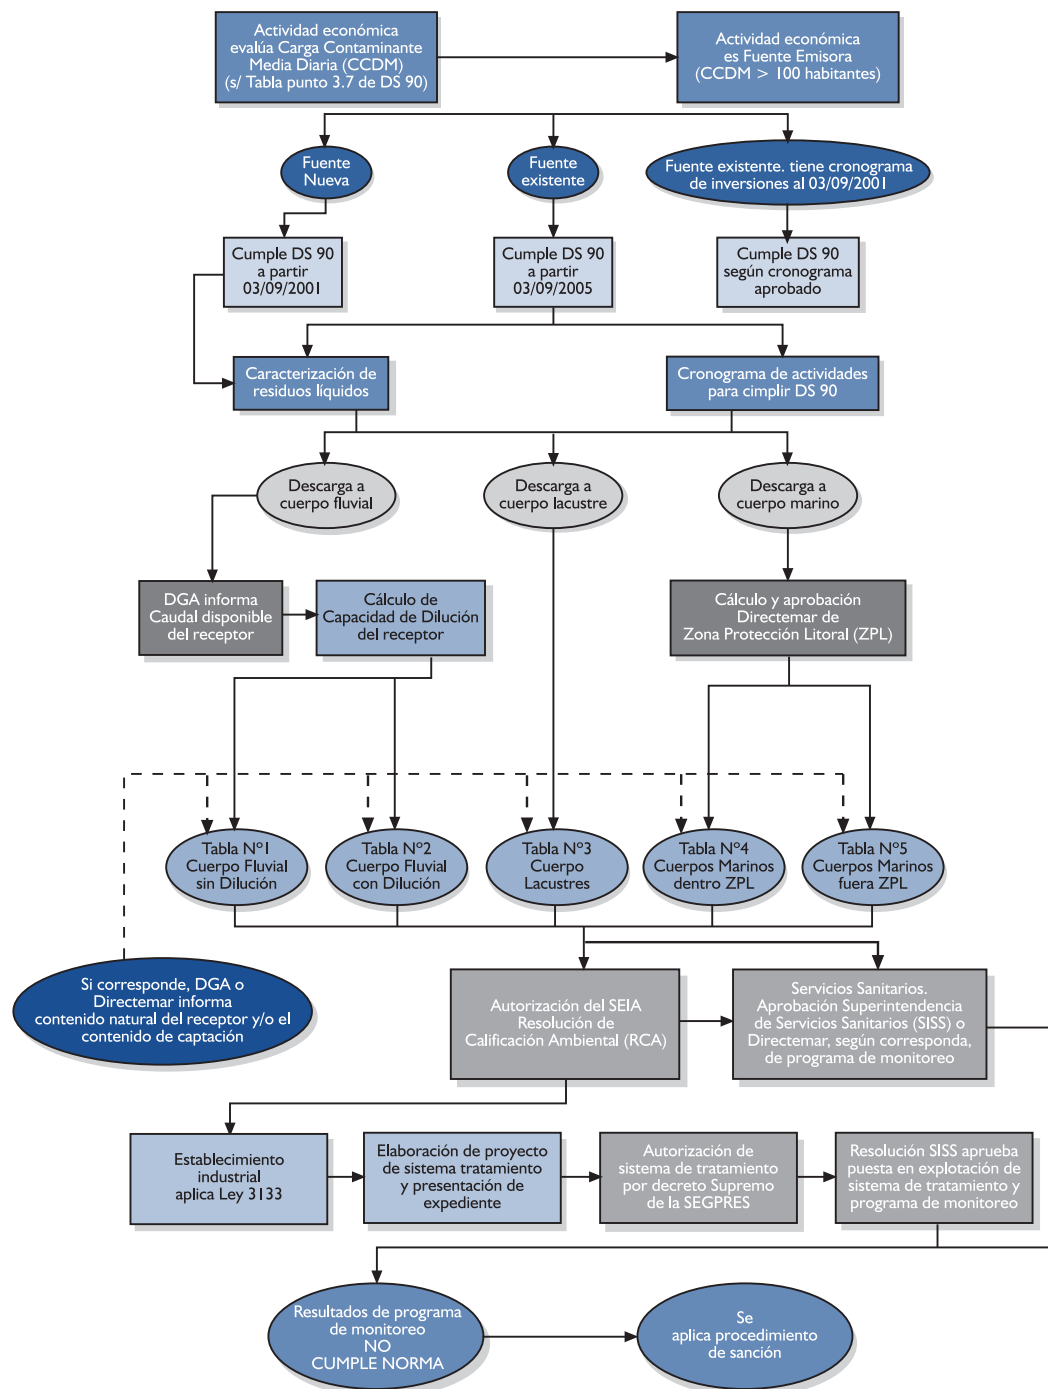 Actividad económica
evalúa Carga Contaminante
Media Diaria (CCDM)
(s/ Tabla punto 3.7 de DS 90)
Actividad económica
es Fuente Emisora
(CCDM > 100 habitantes)
Fuente
Nueva
Fuente
existente
Fuente existente. tiene cronograma
de inversiones al 03/09/2001
Cumple DS 90
a partir
03/09/2001
Cumple DS 90
a partir
03/09/2005
Cumple DS 90
según cronograma
aprobado
Caracterización de
residuos líquidos
Cronograma de actividades
para cimplir DS 90
Descarga a
cuerpo fluvial
Descarga a
cuerpo lacustre
Descarga a
cuerpo marino
DGA informa
Caudal disponible
del receptor
Cálculo de
Capacidad de Dilución
del receptor
Cálculo y aprobación
Directemar de
Zona Protección Litoral (ZPL)
Tabla Nº1
Cuerpo Fluvial
sin Dilución
Tabla Nº2
Cuerpo Fluvial
con Dilución
Tabla Nº3
Cuerpo
Lacustres
Tabla Nº4
Cuerpos Marinos
dentro ZPL
Tabla Nº5
Cuerpos Marinos
fuera ZPL
Si corresponde, DGA o
Directemar informa
contenido natural del receptor y/o el
contenido de captación
Autorización del SEIA
Resolución de
Calificación Ambiental (RCA)
Servicios Sanitarios.
Aprobación Superintendencia
de Servicios Sanitarios (SISS) o
Directemar, según corresponda,
de programa de monitoreo
Establecimiento
industrial
aplica Ley 3133
Elaboración de proyecto
de sistema tratamiento
y presentación de
expediente
Autorización de
sistema de tratamiento
por decreto Supremo
de la SEGPRES
Resolución SISS aprueba
puesta en explotación de
sistema de tratamiento y
programa de monitoreo
Resultados de programa
de monitoreo
NO
CUMPLE NORMA
Se
aplica procedimiento
de sanción